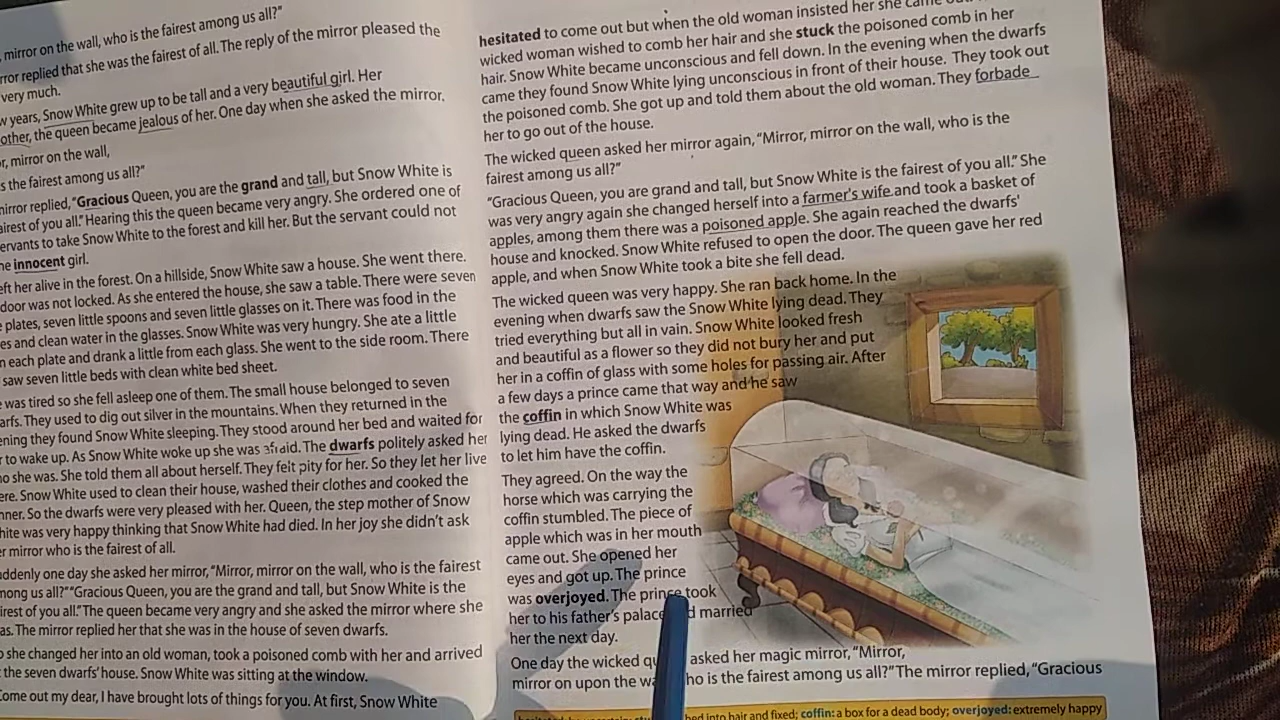 mirror on the wall, who is the fairest among us all?"
rror replied that she was the fairest of all. The reply of the mirror pleased the
very much.
w years, Snow White grew up to be tall and a very beautiful girl. Her
other, the queen became jealous of her. One day when she asked the mirror.
r, mirror on the wall,
s the fairest among us all?"
mirror replied, "Gracious Queen, you are the grand and tall, but Snow White is
airest of you all." Hearing this the queen became very angry. She ordered one of
ervants to take Snow White to the forest and kill her. But the servant could not
he innocent girl.
eft her alive in the forest. On a hillside, Snow White saw a house. She went there.
door was not locked. As she entered the house, she saw a table. There were seven
e plates, seven little spoons and seven little glasses on it. There was food in the
es and clean water in the glasses. Snow White was very hungry. She ate a little
n each plate and drank a little from each glass. She went to the side room. There
saw seven little beds with clean white bed sheet.
e was tired so she fell asleep one of them. The small house belonged to seven
arfs. They used to dig out silver in the mountains. When they returned in the
ening they found Snow White sleeping. They stood around her bed and waited for
r to wake up. As Snow White woke up she was afraid. The dwarfs politely asked her
ho she was. She told them all about herself. They felt pity for her. So they let her live
ere. Snow White used to clean their house, washed their clothes and cooked the
nner. So the dwarfs were very pleased with her. Queen, the step mother of Snow
hite was very happy thinking that Snow White had died. In her joy she didn't ask
er mirror who is the fairest of all.
uddenly one day she asked her mirror, "Mirror, mirror on the wall, who is the fairest
mong us all?" "Gracious Queen, you are the grand and tall, but Snow White is the
irest of you all." The queen became very angry and she asked the mirror where she
as. The mirror replied her that she was in the house of seven dwarfs.
o she changed her into an old woman, took a poisoned comb with her and arrived
t the seven dwarfs' house. Snow White was sitting at the window.
Come out my dear, I have brought lots of things for you. At first, Snow White
hesitated to come out but when the old woman insisted her she came
wicked woman wished to comb her hair and she stuck the poisoned comb in her
hair. Snow White became unconscious and fell down. In the evening when the dwarfs
came they found Snow White lying unconscious in front of their house. They took out
the poisoned comb. She got up and told them about the old woman. They forbade
her to go out of the house.
The wicked queen asked her mirror again, "Mirror, mirror on the wall, who is the
fairest among us all?"
"Gracious Queen, you are grand and tall, but Snow White is the fairest of you all." She
was very angry again she changed herself into a farmer's wife and took a basket of
apples, among them there was a poisoned apple. She again reached the dwarfs'
house and knocked. Snow White refused to open the door. The queen gave her red
apple, and when Snow White took a bite she fell dead.
The wicked queen was very happy. She ran back home. In the
evening when dwarfs saw the Snow White lying dead. They
tried everything but all in vain. Snow White looked fresh
and beautiful as a flower so they did not bury her and put
her in a coffin of glass with some holes for passing air. After
a few days a prince came that way and he saw
the coffin in which Snow White was
lying dead. He asked the dwarfs
to let him have the coffin.
They agreed. On the way the
horse which was carrying the
coffin stumbled. The piece of
apple which was in her mouth
came out. She opened her
eyes and got up. The prince
was overjoyed. The prince took
her to his father's palace d married
her the next day.
One day the wicked qu asked her magic mirror, "Mirror,
mirror on upon the wa ho is the fairest among us all?" The mirror replied, "Gracious
bed into hair and fixed; coffin: a box for a dead body; overjoyed: extremely happy